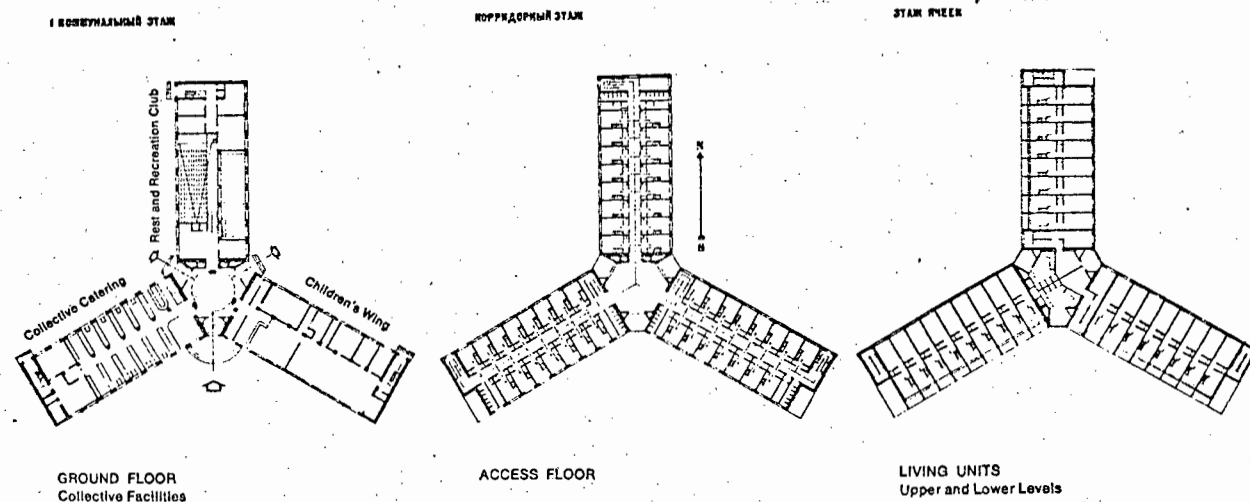 I КОММУНАЛЬНЫЙ ЭТАЖ
КОРРИДОРНЫЙ ЭТАЖ
ЭТАЖ ЯЧЕЕК
Rest and Recreation Club
Collective Catering
Children's Wing
GROUND FLOOR
Collective Facilities
ACCESS FLOOR
LIVING UNITS
Upper and Lower Levels